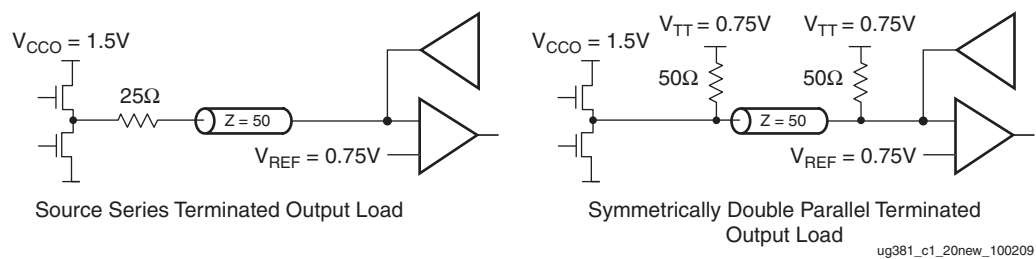 V_CCO = 1.5V
25Ω
Z = 50
V_REF = 0.75V
Source Series Terminated Output Load
V_TT = 0.75V
V_TT = 0.75V
V_CCO = 1.5V
50Ω
50Ω
Z = 50
V_REF = 0.75V
Symmetrically Double Parallel Terminated
Output Load
ug381_c1_20new_100209